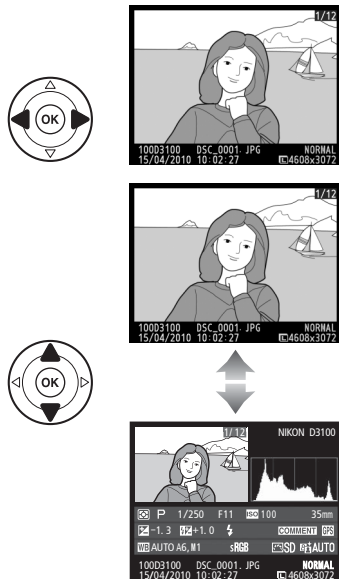 1/12
OK
100D3100 DSC_0001. JPG NORMAL
15/04/2010 10:02:27 4608x3072
1/12
100D3100 DSC_0001. JPG NORMAL
15/04/2010 10:02:27 4608x3072
OK
1/12 NIKON D3100
P 1/250 F11 ISO 100 35mm
-1. 3 +1. 0 COMMENT GPS
WB AUTO A6, M1 sRGB SD AUTO
100D3100 DSC_0001. JPG NORMAL
15/04/2010 10:02:27 4608x3072